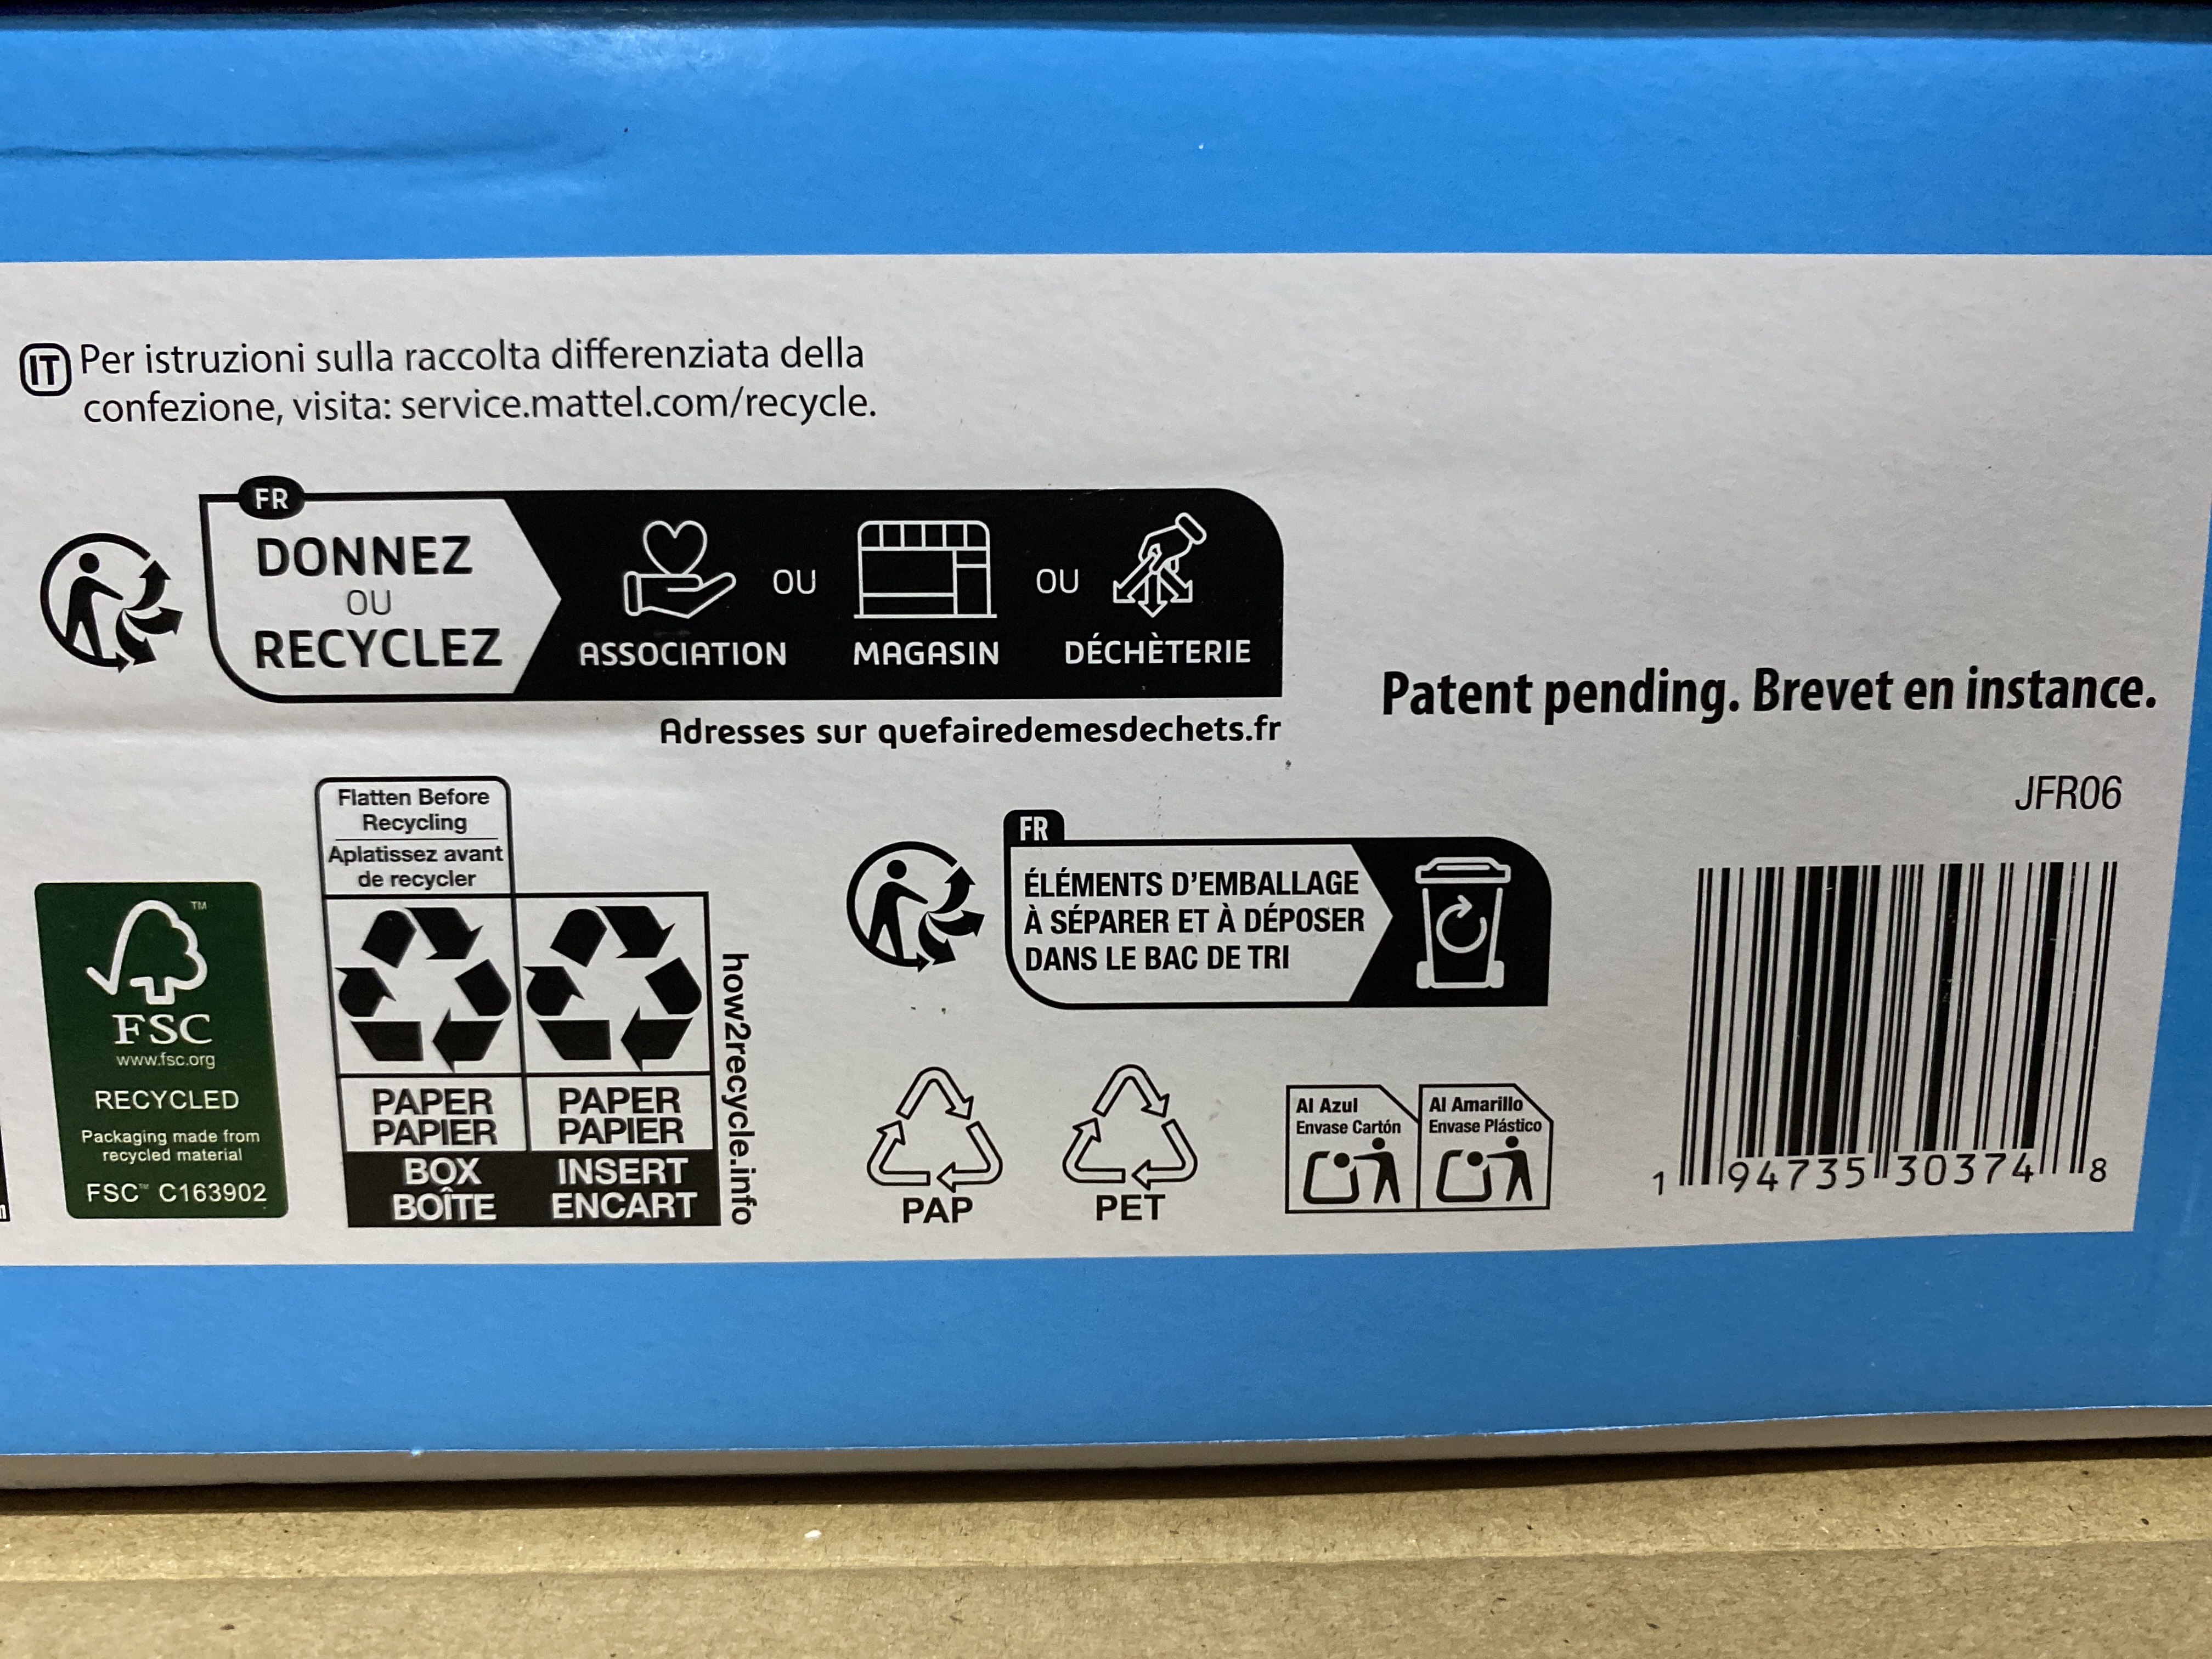 IT Per istruzioni sulla raccolta differenziata della
confezione, visita: service.mattel.com/recycle.
FR
DONNEZ
OU
RECYCLEZ
ASSOCIATION
OU
MAGASIN
OU
DÉCHÈTERIE
Adresses sur quefairedemesdechets.fr
Patent pending. Brevet en instance.
JFR06
TM
FSC
www.fsc.org
RECYCLED
Packaging made from
recycled material
FSC™ C163902
Flatten Before
Recycling
Aplatissez avant
de recycler
PAPER
PAPIER
BOX
BOÎTE
PAPER
PAPIER
INSERT
ENCART
how2recycle.info
FR
ÉLÉMENTS D'EMBALLAGE
À SÉPARER ET À DÉPOSER
DANS LE BAC DE TRI
PAP
PET
Al Azul
Envase Cartón
Al Amarillo
Envase Plástico
1 94735 30374 8